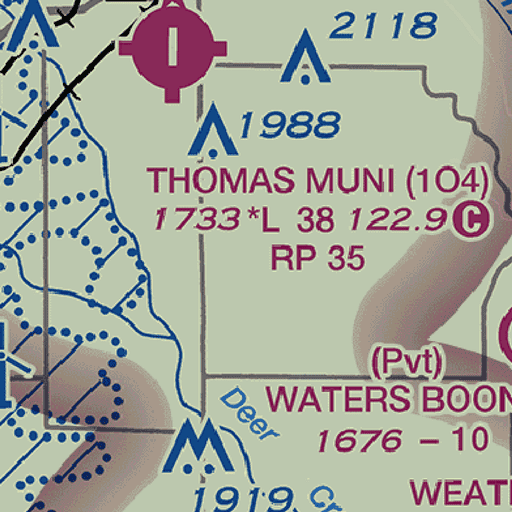 2118
1988
THOMAS MUNI (1O4)
1733 *L 38 122.9 C
RP 35
(Pvt)
WATERS BOON
Deer
1676 – 10
1919
Cr
WEAT